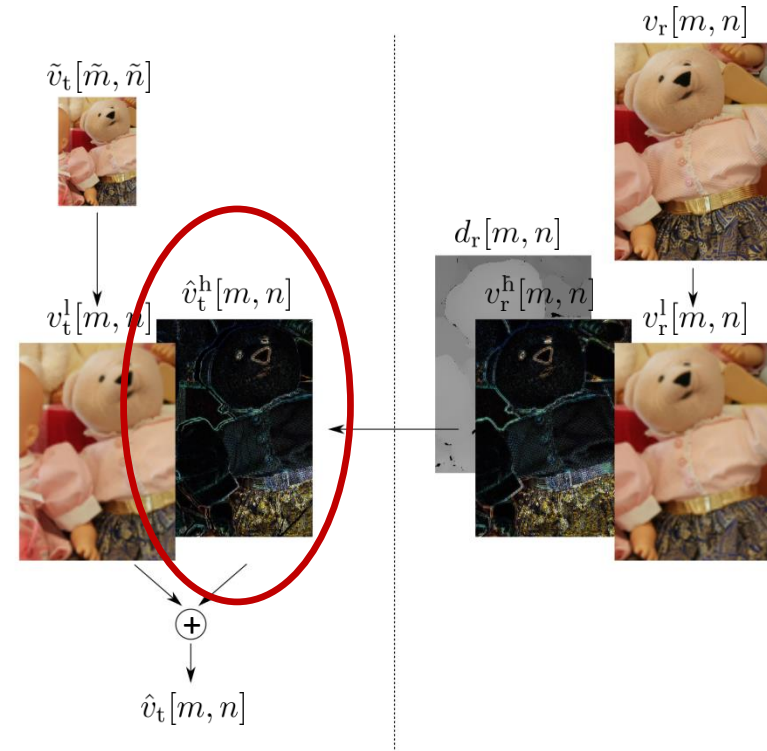 ṽ_t[m̃, ñ]
v̂_t^h[m, n]
v_t^l[m, n]
+
v̂_t[m, n]
v_r[m, n]
d_r[m, n]
v_r^h̄[m, n]
v_r^l[m, n]